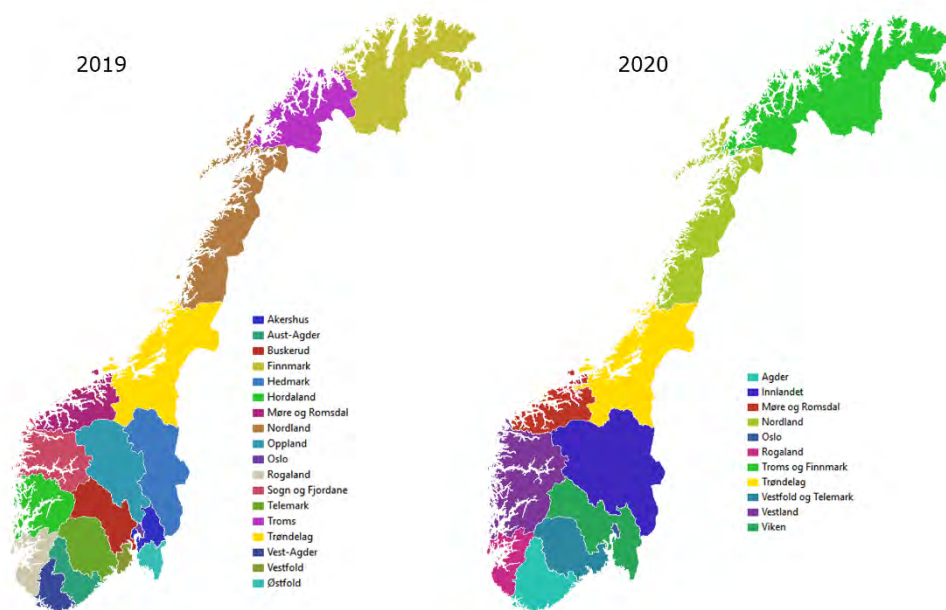 2019
2020
Akershus
Aust-Agder
Buskerud
Finnmark
Hedmark
Hordaland
Møre og Romsdal
Nordland
Oppland
Oslo
Rogaland
Sogn og Fjordane
Telemark
Troms
Trøndelag
Vest-Agder
Vestfold
Østfold
Agder
Innlandet
Møre og Romsdal
Nordland
Oslo
Rogaland
Troms og Finnmark
Trøndelag
Vestfold og Telemark
Vestland
Viken